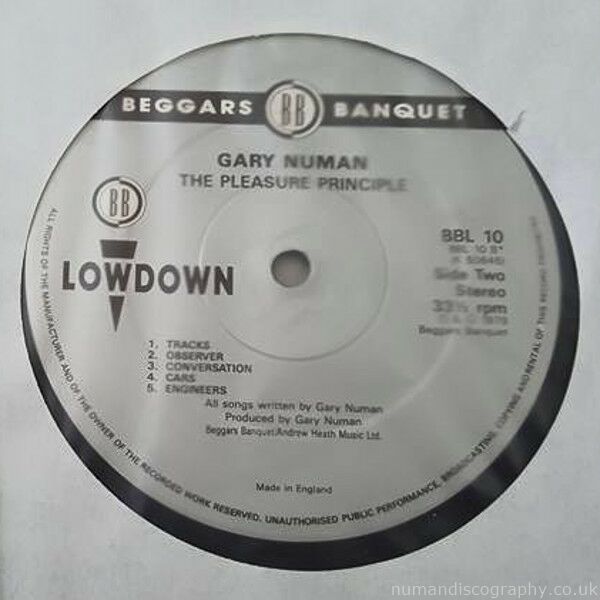 BEGGARS BB BANQUET
GARY NUMAN
THE PLEASURE PRINCIPLE
BB
LOWDOWN
BBL 10
BBL 10 B*
(K 50645)
Side Two
Stereo
33⅓ rpm
1979
Beggars Banquet
1. TRACKS
2. OBSERVER
3. CONVERSATION
4. CARS
5. ENGINEERS
All songs written by Gary Numan
Produced by Gary Numan
Beggars Banquet/Andrew Heath Music Ltd.
Made in England
ALL RIGHTS OF THE MANUFACTURER AND OF THE OWNER OF THE RECORDED WORK RESERVED. UNAUTHORISED PUBLIC PERFORMANCE, BROADCASTING, COPYING AND RENTAL OF THIS RECORD PROHIBITED
numandiscography.co.uk